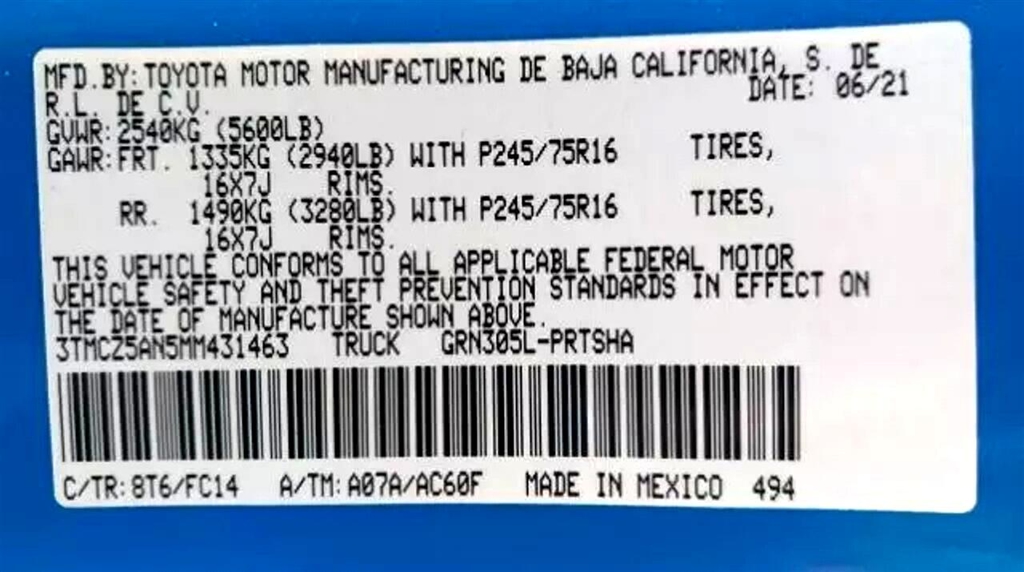 MFD.BY: TOYOTA MOTOR MANUFACTURING DE BAJA CALIFORNIA, S. DE
R.L. DE C.V. DATE: 06/21
GVWR: 2540KG (5600LB)
GAWR: FRT. 1335KG (2940LB) WITH P245/75R16 TIRES,
16X7J RIMS.
RR. 1490KG (3280LB) WITH P245/75R16 TIRES,
16X7J RIMS.
THIS VEHICLE CONFORMS TO ALL APPLICABLE FEDERAL MOTOR
VEHICLE SAFETY AND THEFT PREVENTION STANDARDS IN EFFECT ON
THE DATE OF MANUFACTURE SHOWN ABOVE.
3TMCZ5AN5MM431463 TRUCK GRN305L-PRTSHA
C/TR: 8T6/FC14 A/TM: A07A/AC60F MADE IN MEXICO 494